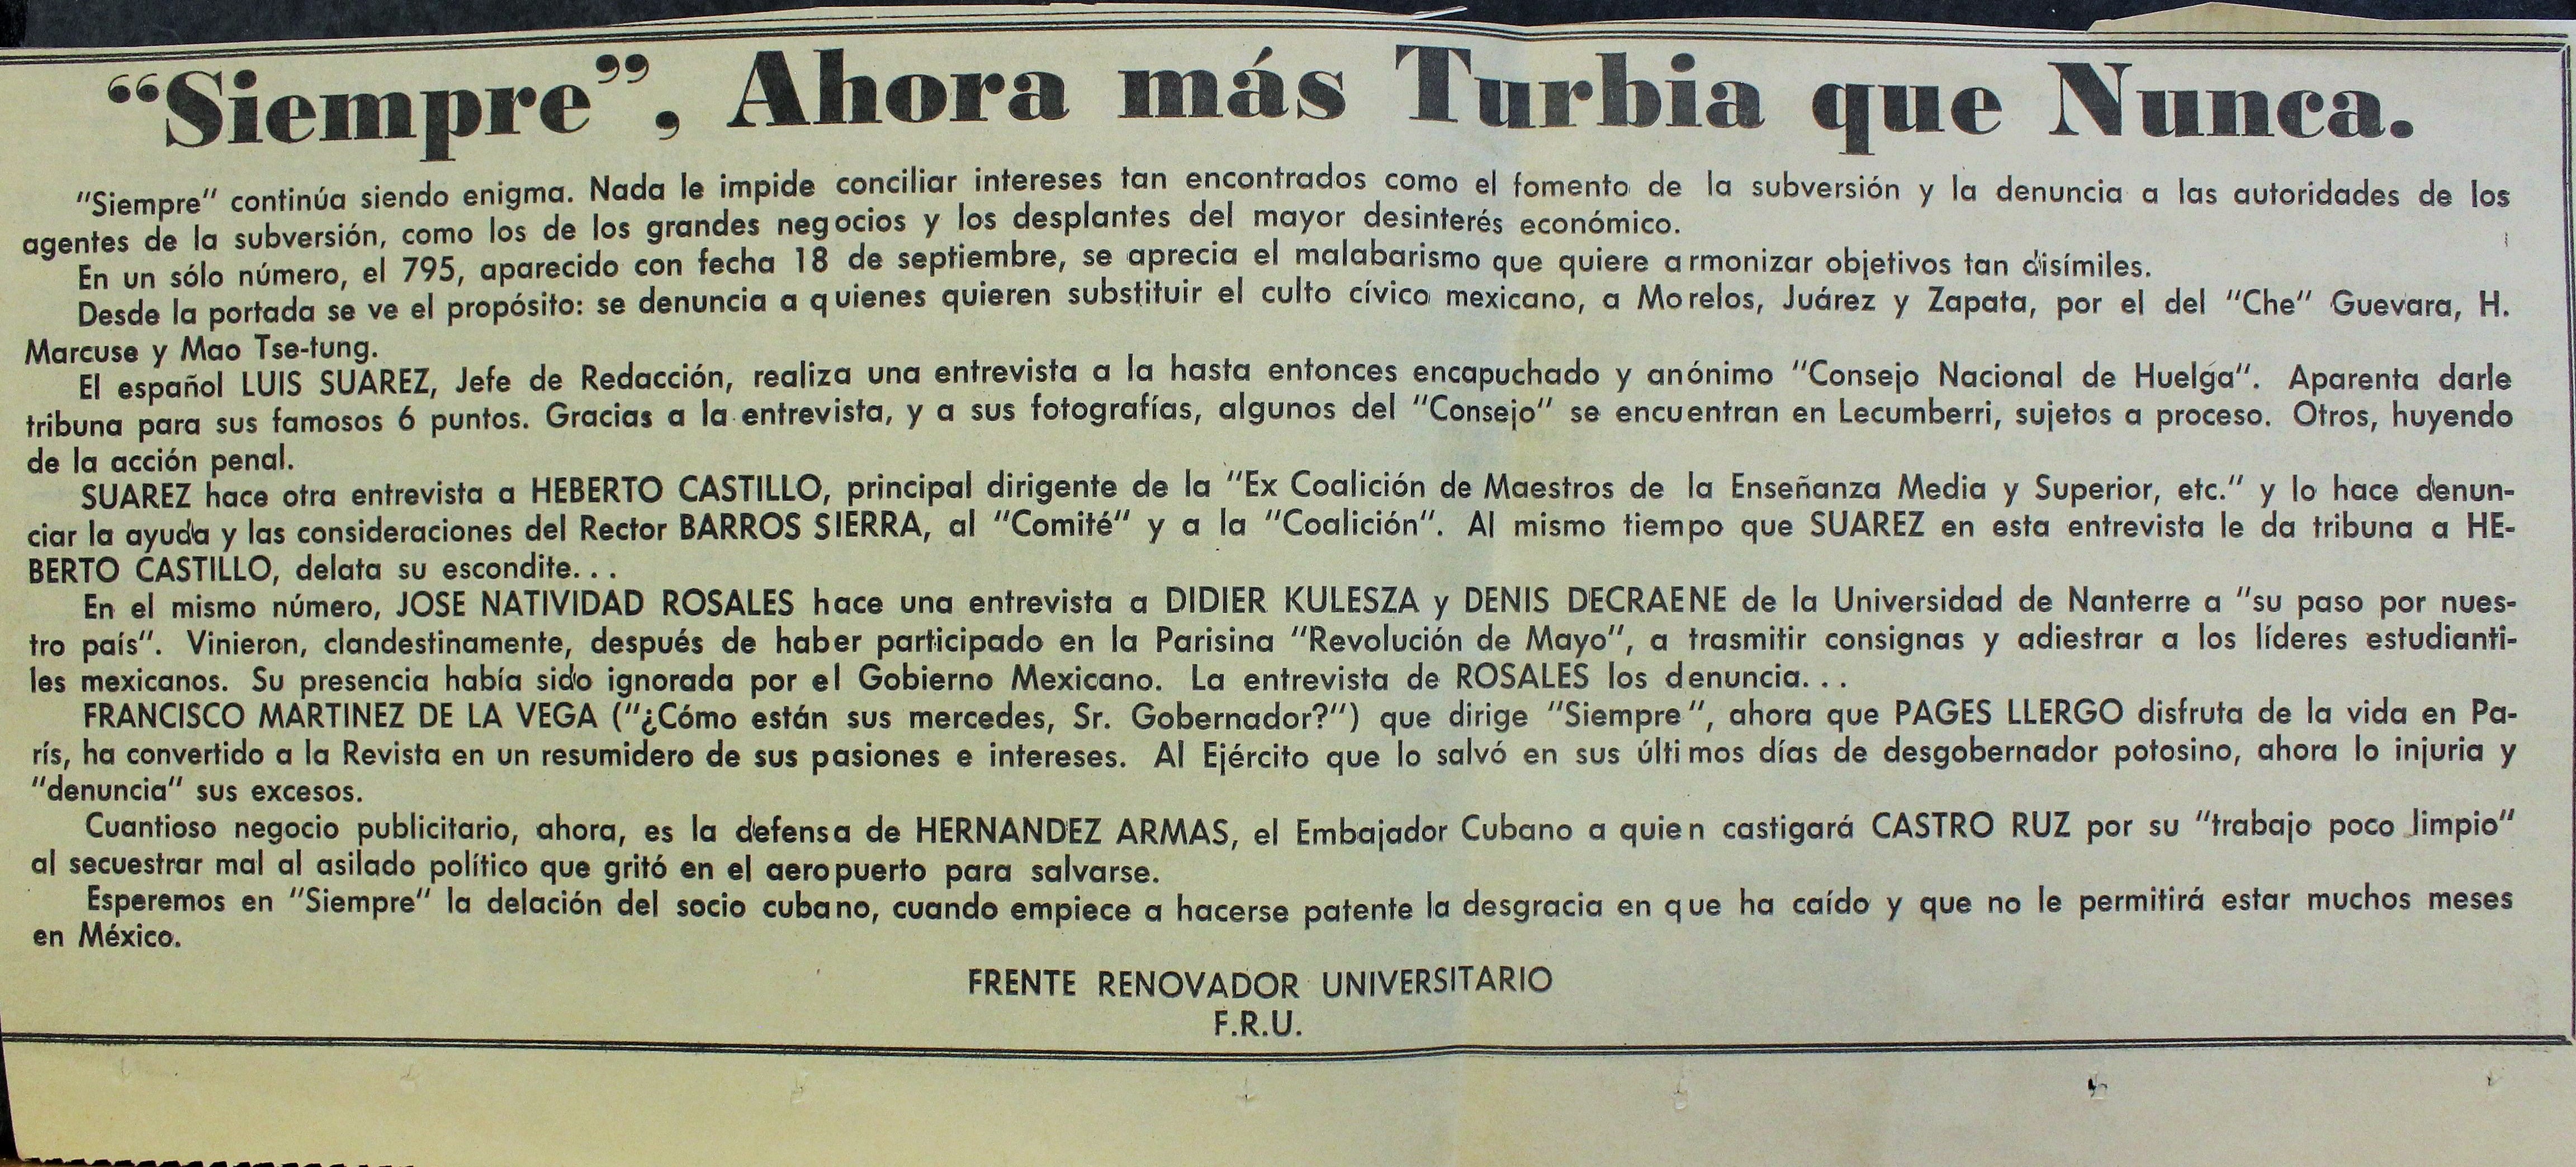 “Siempre”, Ahora más Turbia que Nunca.
"Siempre" continúa siendo enigma. Nada le impide conciliar intereses tan encontrados como el fomento de la subversión y la denuncia a las autoridades de los
agentes de la subversión, como los de los grandes negocios y los desplantes del mayor desinterés económico.
En un sólo número, el 795, aparecido con fecha 18 de septiembre, se aprecia el malabarismo que quiere armonizar objetivos tan disímiles.
Desde la portada se ve el propósito: se denuncia a quienes quieren substituir el culto cívico mexicano, a Morelos, Juárez y Zapata, por el del "Che" Guevara, H.
Marcuse y Mao Tse-tung.
El español LUIS SUAREZ, Jefe de Redacción, realiza una entrevista a la hasta entonces encapuchado y anónimo "Consejo Nacional de Huelga". Aparenta darle
tribuna para sus famosos 6 puntos. Gracias a la entrevista, y a sus fotografías, algunos del "Consejo" se encuentran en Lecumberri, sujetos a proceso. Otros, huyendo
de la acción penal.
SUAREZ hace otra entrevista a HEBERTO CASTILLO, principal dirigente de la "Ex Coalición de Maestros de la Enseñanza Media y Superior, etc." y lo hace denun-
ciar la ayuda y las consideraciones del Rector BARROS SIERRA, al "Comité" y a la "Coalición". Al mismo tiempo que SUAREZ en esta entrevista le da tribuna a HE-
BERTO CASTILLO, delata su escondite...
En el mismo número, JOSE NATIVIDAD ROSALES hace una entrevista a DIDIER KULESZA y DENIS DECRAENE de la Universidad de Nanterre a "su paso por nues-
tro país". Vinieron, clandestinamente, después de haber participado en la Parisina "Revolución de Mayo", a trasmitir consignas y adiestrar a los líderes estudianti-
les mexicanos. Su presencia había sido ignorada por el Gobierno Mexicano. La entrevista de ROSALES los denuncia...
FRANCISCO MARTINEZ DE LA VEGA ("¿Cómo están sus mercedes, Sr. Gobernador?") que dirige "Siempre", ahora que PAGES LLERGO disfruta de la vida en Pa-
rís, ha convertido a la Revista en un resumidero de sus pasiones e intereses. Al Ejército que lo salvó en sus últimos días de desgobernador potosino, ahora lo injuria y
"denuncia" sus excesos.
Cuantioso negocio publicitario, ahora, es la defensa de HERNANDEZ ARMAS, el Embajador Cubano a quien castigará CASTRO RUZ por su "trabajo poco limpio"
al secuestrar mal al asilado político que gritó en el aeropuerto para salvarse.
Esperemos en "Siempre" la delación del socio cubano, cuando empiece a hacerse patente la desgracia en que ha caído y que no le permitirá estar muchos meses
en México.
FRENTE RENOVADOR UNIVERSITARIO
F.R.U.